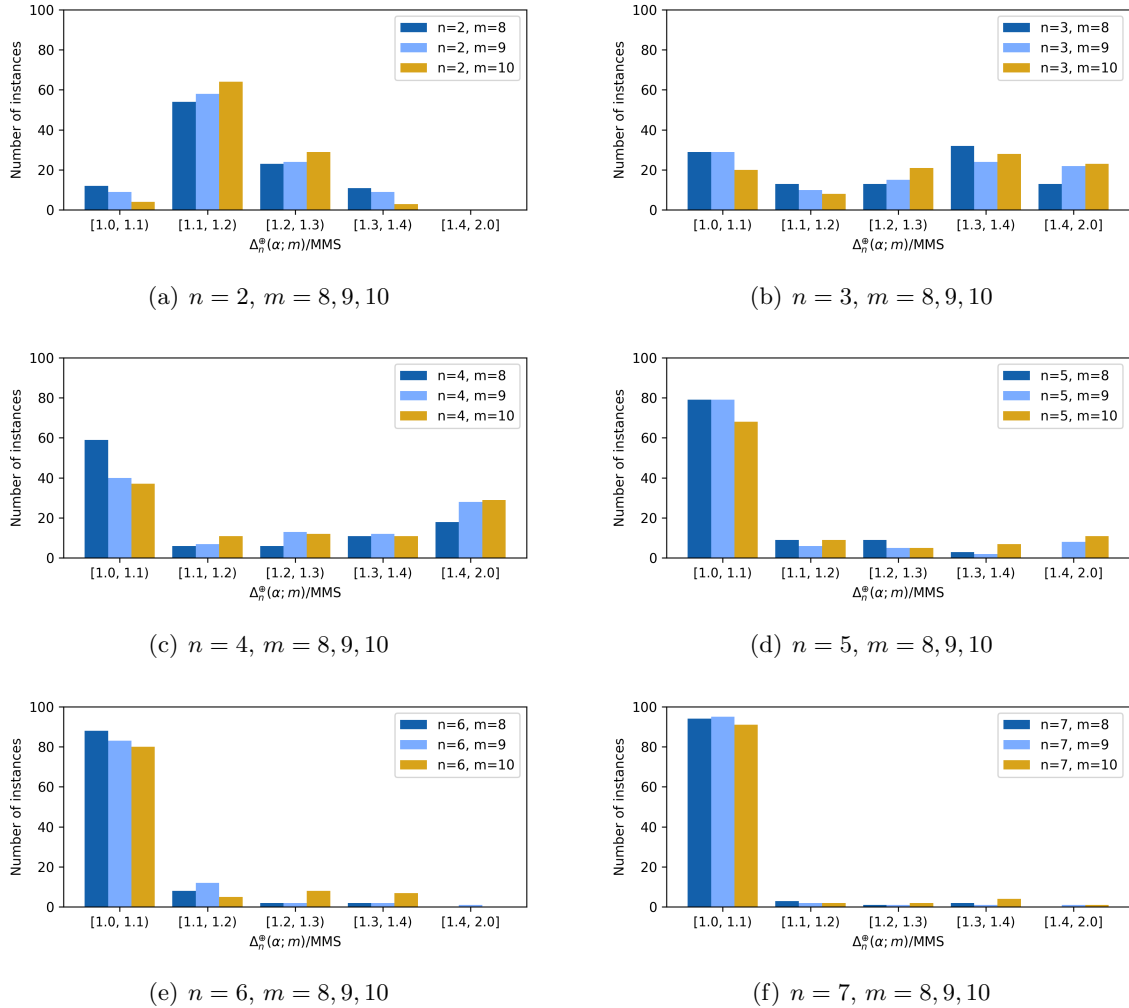 100
80
60
40
20
0
Number of instances
n=2, m=8
n=2, m=9
n=2, m=10
[1.0, 1.1) [1.1, 1.2) [1.2, 1.3) [1.3, 1.4) [1.4, 2.0]
Δ⊕n(α; m)/MMS
(a) n = 2, m = 8, 9, 10
100
80
60
40
20
0
Number of instances
n=3, m=8
n=3, m=9
n=3, m=10
[1.0, 1.1) [1.1, 1.2) [1.2, 1.3) [1.3, 1.4) [1.4, 2.0]
Δ⊕n(α; m)/MMS
(b) n = 3, m = 8, 9, 10
100
80
60
40
20
0
Number of instances
n=4, m=8
n=4, m=9
n=4, m=10
[1.0, 1.1) [1.1, 1.2) [1.2, 1.3) [1.3, 1.4) [1.4, 2.0]
Δ⊕n(α; m)/MMS
(c) n = 4, m = 8, 9, 10
100
80
60
40
20
0
Number of instances
n=5, m=8
n=5, m=9
n=5, m=10
[1.0, 1.1) [1.1, 1.2) [1.2, 1.3) [1.3, 1.4) [1.4, 2.0]
Δ⊕n(α; m)/MMS
(d) n = 5, m = 8, 9, 10
100
80
60
40
20
0
Number of instances
n=6, m=8
n=6, m=9
n=6, m=10
[1.0, 1.1) [1.1, 1.2) [1.2, 1.3) [1.3, 1.4) [1.4, 2.0]
Δ⊕n(α; m)/MMS
(e) n = 6, m = 8, 9, 10
100
80
60
40
20
0
Number of instances
n=7, m=8
n=7, m=9
n=7, m=10
[1.0, 1.1) [1.1, 1.2) [1.2, 1.3) [1.3, 1.4) [1.4, 2.0]
Δ⊕n(α; m)/MMS
(f) n = 7, m = 8, 9, 10